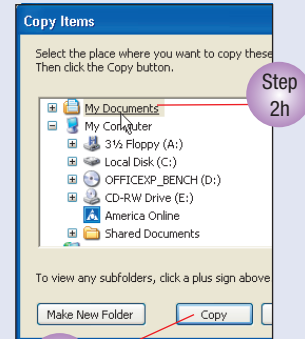 Copy Items
Select the place where you want to copy these
Then click the Copy button.
Step
2h
My Documents
My Computer
3½ Floppy (A:)
Local Disk (C:)
OFFICEXP_BENCH (D:)
CD-RW Drive (E:)
America Online
Shared Documents
To view any subfolders, click a plus sign above
Make New Folder
Copy